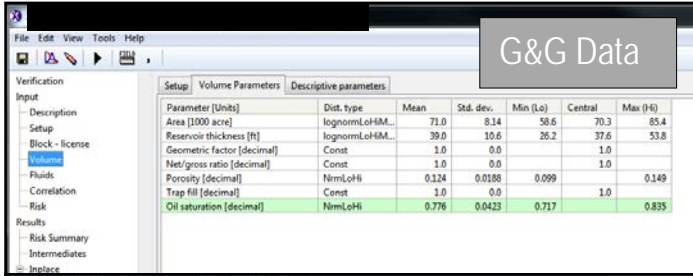 G&G Data
File Edit View Tools Help
Verification
Input
Description
Setup
Block - license
Volume
Fluids
Correlation
Risk
Results
Risk Summary
Intermediates
Inplace
Setup Volume Parameters Descriptive parameters
Parameter [Units] Dist. type Mean Std. dev. Min (Lo) Central Max (Hi)
Area [1000 acre] lognormLoHiM... 71.0 8.14 58.6 70.3 85.4
Reservoir thickness [ft] lognormLoHiM... 39.0 10.6 26.2 37.6 53.8
Geometric factor [decimal] Const 1.0 0.0 1.0
Net/gross ratio [decimal] Const 1.0 0.0 1.0
Porosity [decimal] NrmLoHi 0.124 0.0188 0.099 0.149
Trap fill [decimal] Const 1.0 0.0 1.0
Oil saturation [decimal] NrmLoHi 0.776 0.0423 0.717 0.835